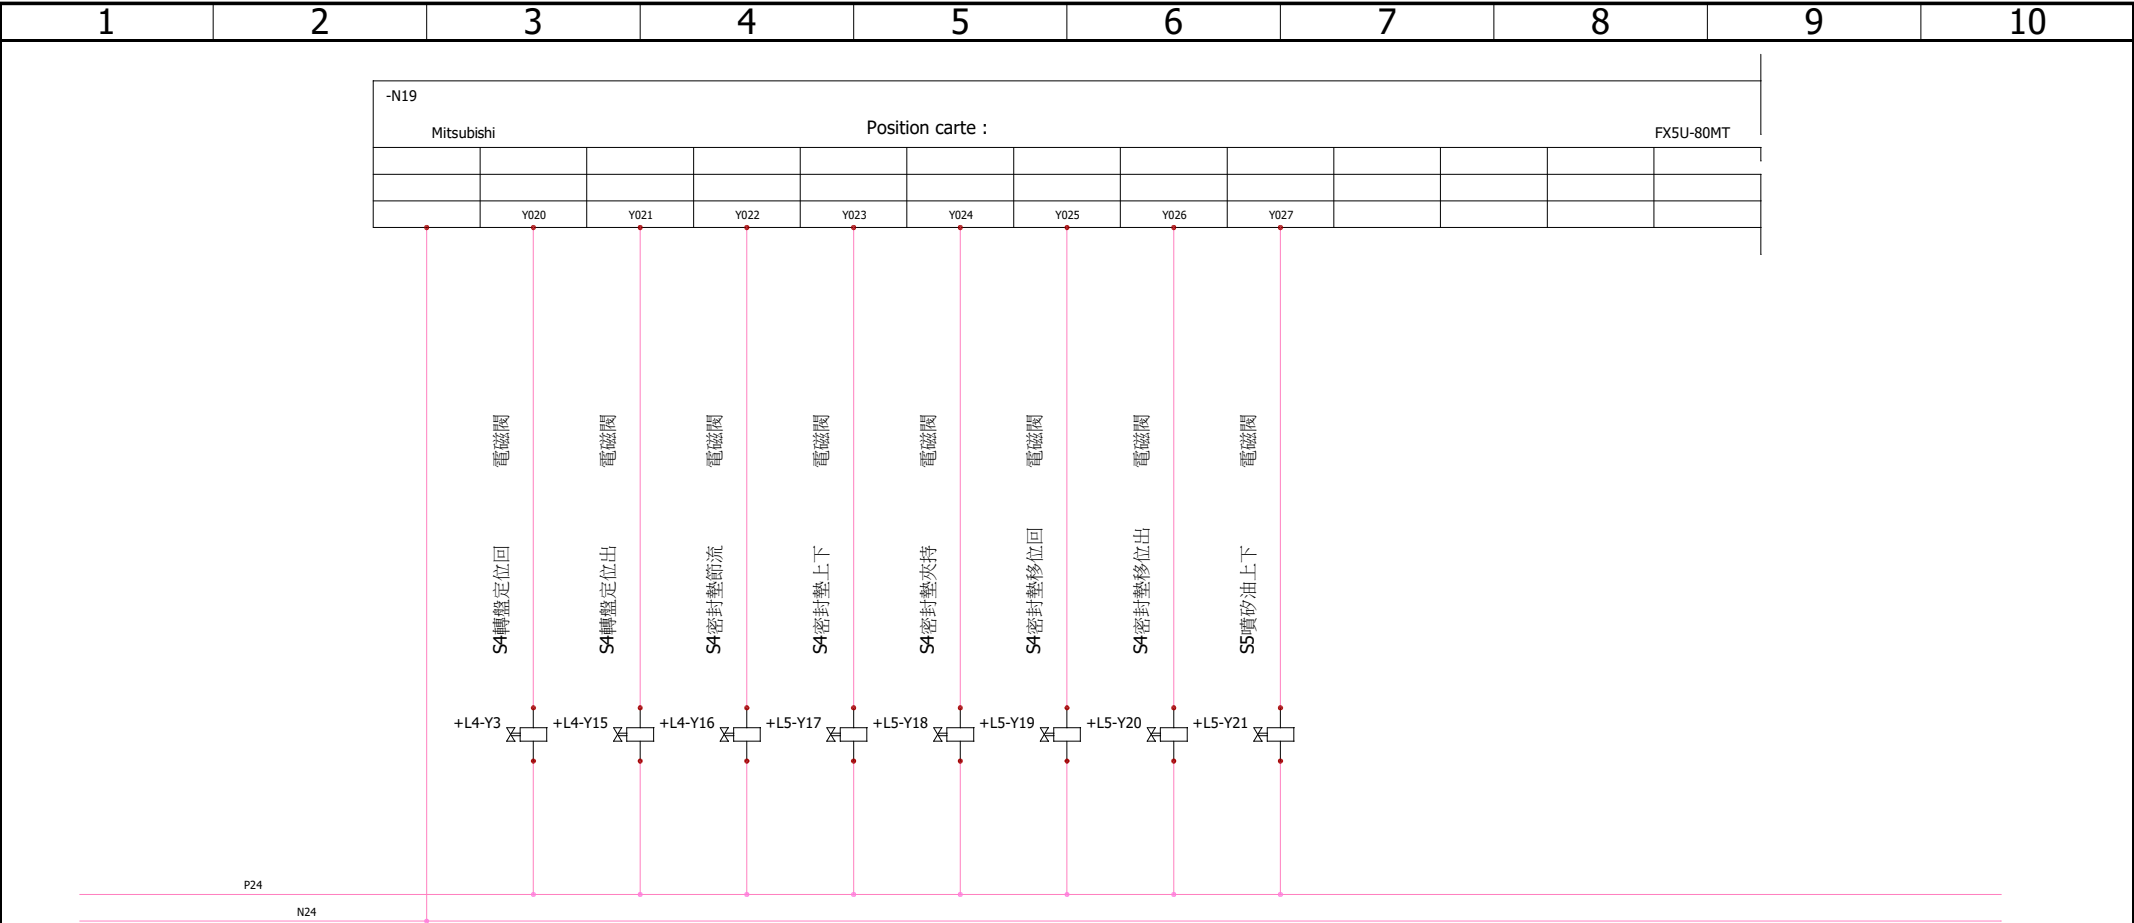 1 2 3 4 5 6 7 8 9 10
-N19
Mitsubishi Position carte : FX5U-80MT
Y020 Y021 Y022 Y023 Y024 Y025 Y026 Y027
電磁閥 電磁閥 電磁閥 電磁閥 電磁閥 電磁閥 電磁閥 電磁閥
S4轉盤定位回
S4轉盤定位出
S4密封墊節流
S4密封墊上下
S4密封墊夾持
S4密封墊移位回
S4密封墊移位出
S5噴矽油上下
+L4-Y3 +L4-Y15 +L4-Y16 +L5-Y17 +L5-Y18 +L5-Y19 +L5-Y20 +L5-Y21
P24
N24